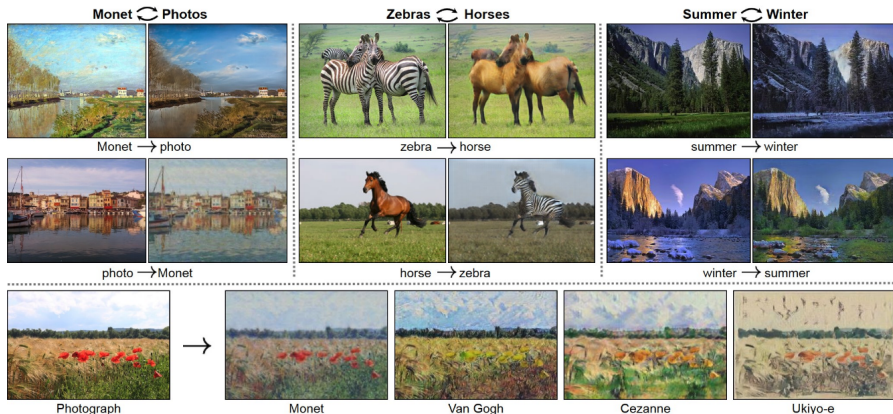 Monet Photos
Zebras Horses
Summer Winter
Monet → photo
zebra → horse
summer → winter
photo → Monet
horse → zebra
winter → summer
Photograph
Monet
Van Gogh
Cezanne
Ukiyo-e